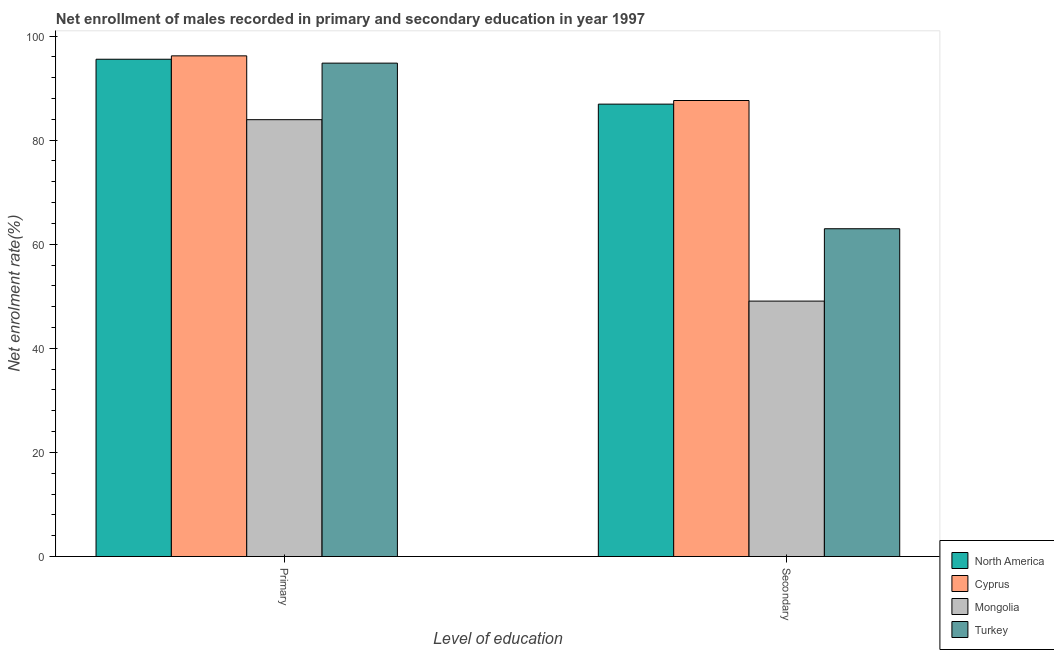 Net enrollment of males recorded in primary and secondary education in year 1997
100
80
60
40
20
0
Net enrolment rate(%)
Primary
Secondary
Level of education
North America
Cyprus
Mongolia
Turkey